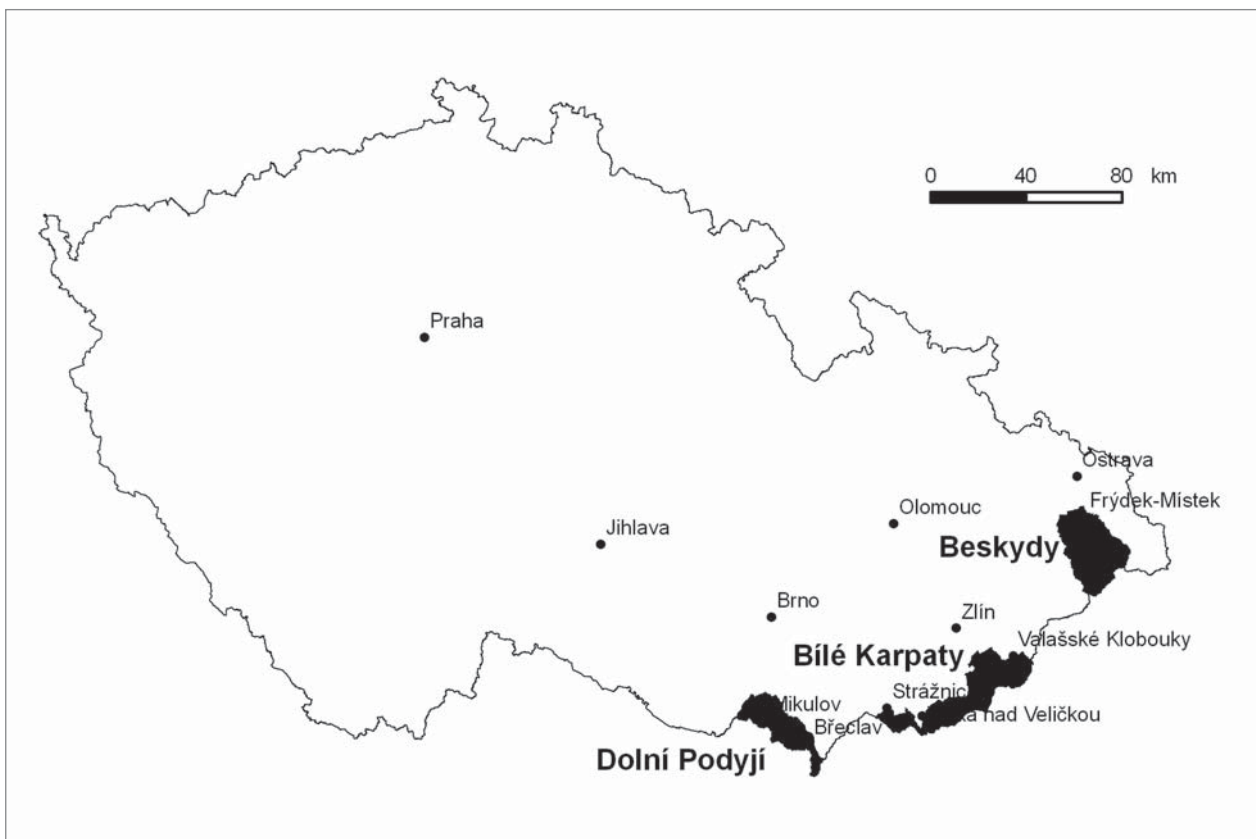 0 40 80 km
Praha
Ostrava
Frýdek-Místek
Olomouc
Beskydy
Jihlava
Brno
Zlín
Valašské Klobouky
Bílé Karpaty
Strážnic
Mikulov
nad Veličkou
Břeclav
Dolní Podyjí